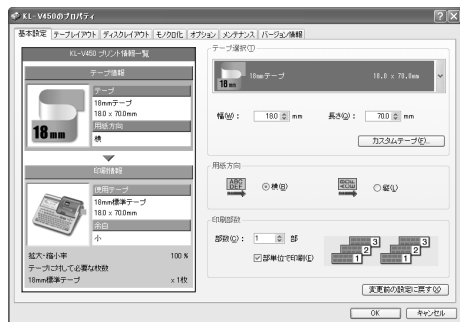 KL-V450のプロパティ
基本設定 テープレイアウト ディスクレイアウト モノクロ化 オプション メンテナンス バージョン情報
KL-V450 プリント情報一覧
テープ情報
テープ
18mmテープ
18.0 x 70.0mm
用紙方向
横
18mm
印刷情報
使用テープ
18mm標準テープ
18.0 x 70.0mm
余白
小
拡大・縮小率 100 %
テープに対して必要な枚数
18mm標準テープ x 1枚
テープ選択(T)
18mm
18mmテープ 18.0 x 70.0mm
幅(W): 18.0 mm 長さ(Q): 70.0 mm
カスタムテープ(F)...
用紙方向
ABC
DEF
横(R)
縦(L)
印刷部数
部数(C): 1 部
部単位で印刷(E)
3 3
2 2
1 1
変更前の設定に戻す(X)
OK キャンセル